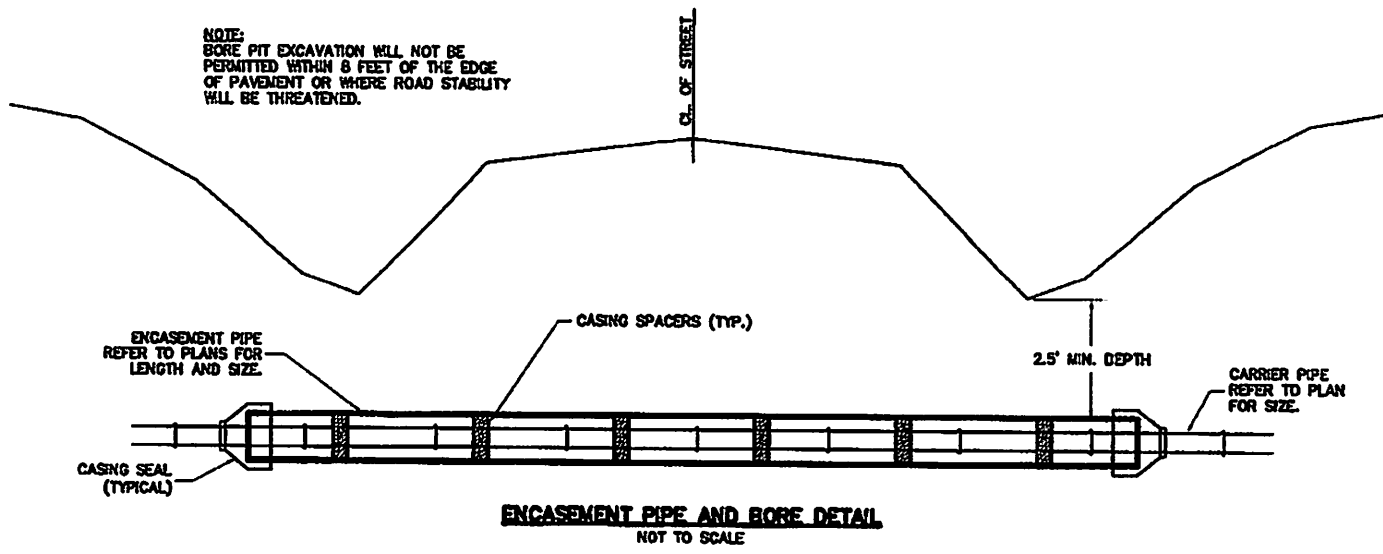 NOTE:
BORE PIT EXCAVATION WILL NOT BE
PERMITTED WITHIN 8 FEET OF THE EDGE
OF PAVEMENT OR WHERE ROAD STABILITY
WILL BE THREATENED.
CL. OF STREET
CASING SPACERS (TYP.)
ENCASEMENT PIPE
REFER TO PLANS FOR
LENGTH AND SIZE.
2.5' MIN. DEPTH
CARRIER PIPE
REFER TO PLAN
FOR SIZE.
CASING SEAL
(TYPICAL)
ENCASEMENT PIPE AND BORE DETAIL
NOT TO SCALE